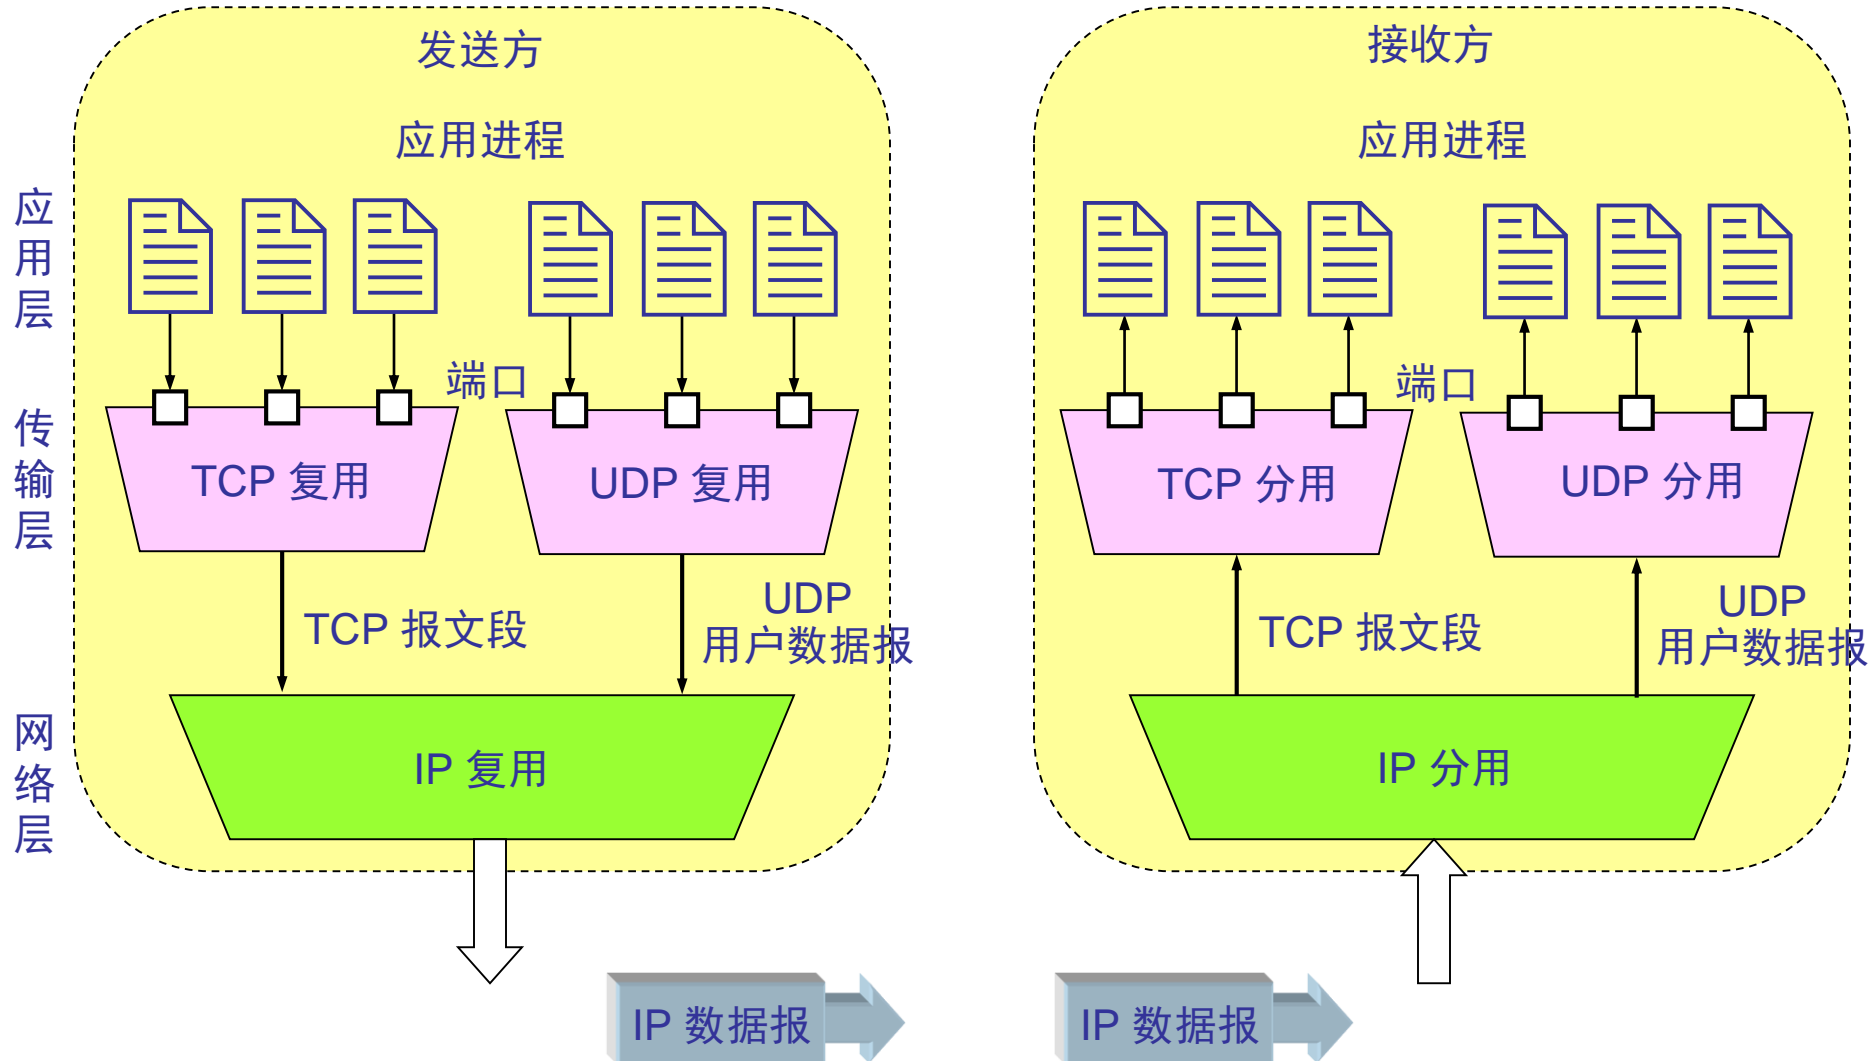 发送方
接收方
应用进程
应用进程
应用层
端口
端口
传输层
TCP 复用
UDP 复用
TCP 分用
UDP 分用
TCP 报文段
UDP
用户数据报
TCP 报文段
UDP
用户数据报
网络层
IP 复用
IP 分用
IP 数据报
IP 数据报